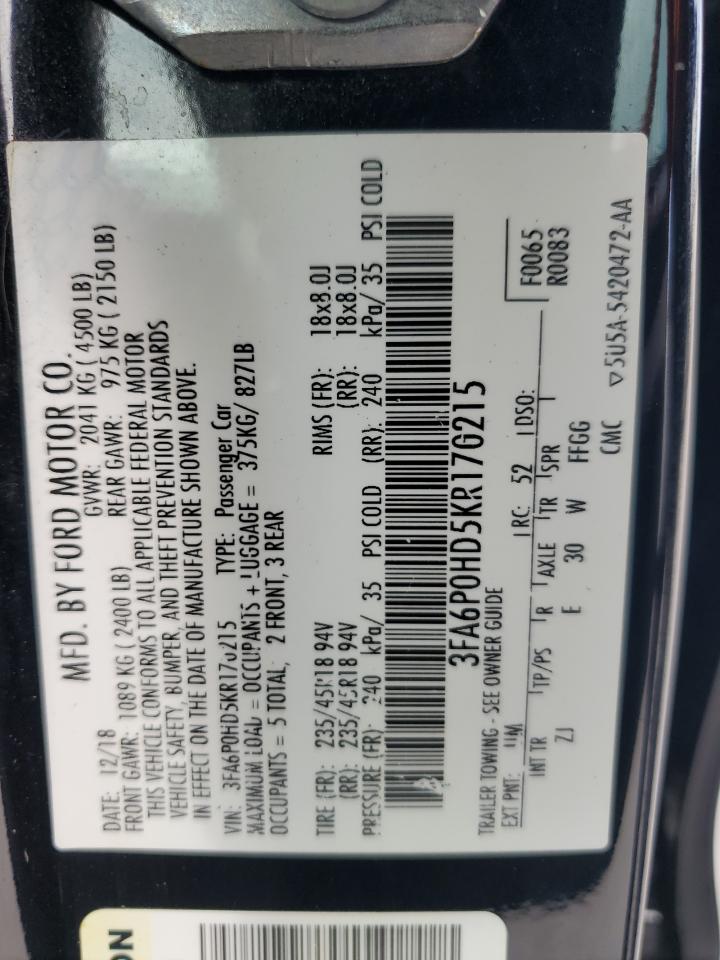 MFD. BY FORD MOTOR CO.
DATE: 12/18 GVWR: 2041 KG ( 4500 LB)
FRONT GAWR: 1089 KG ( 2400 LB) REAR GAWR: 975 KG ( 2150 LB)
THIS VEHICLE CONFORMS TO ALL APPLICABLE FEDERAL MOTOR
VEHICLE SAFETY, BUMPER, AND THEFT PREVENTION STANDARDS
IN EFFECT ON THE DATE OF MANUFACTURE SHOWN ABOVE.
VIN: 3FA6P0HD5KR170215 TYPE: Passenger Car
MAXIMUM LOAD = OCCUPANTS + LUGGAGE = 375KG/ 827LB
OCCUPANTS = 5 TOTAL, 2 FRONT, 3 REAR
TIRE (FR): 235/45R18 94V RIMS (FR): 18x8.0J
(RR): 235/45R18 94V (RR): 18x8.0J
PRESSURE (FR): 240 kPa/ 35 PSI COLD (RR): 240 kPa/ 35 PSI COLD
3FA6P0HD5KR170215
TRAILER TOWING - SEE OWNER GUIDE
F0065
R0083
EXT PNT: UM RC: 52 DSO:
INT TR TP/PS R AXLE TR SPR
ZJ E 30 W FFGG
CMC ▽5U5A-5420472-AA
ON